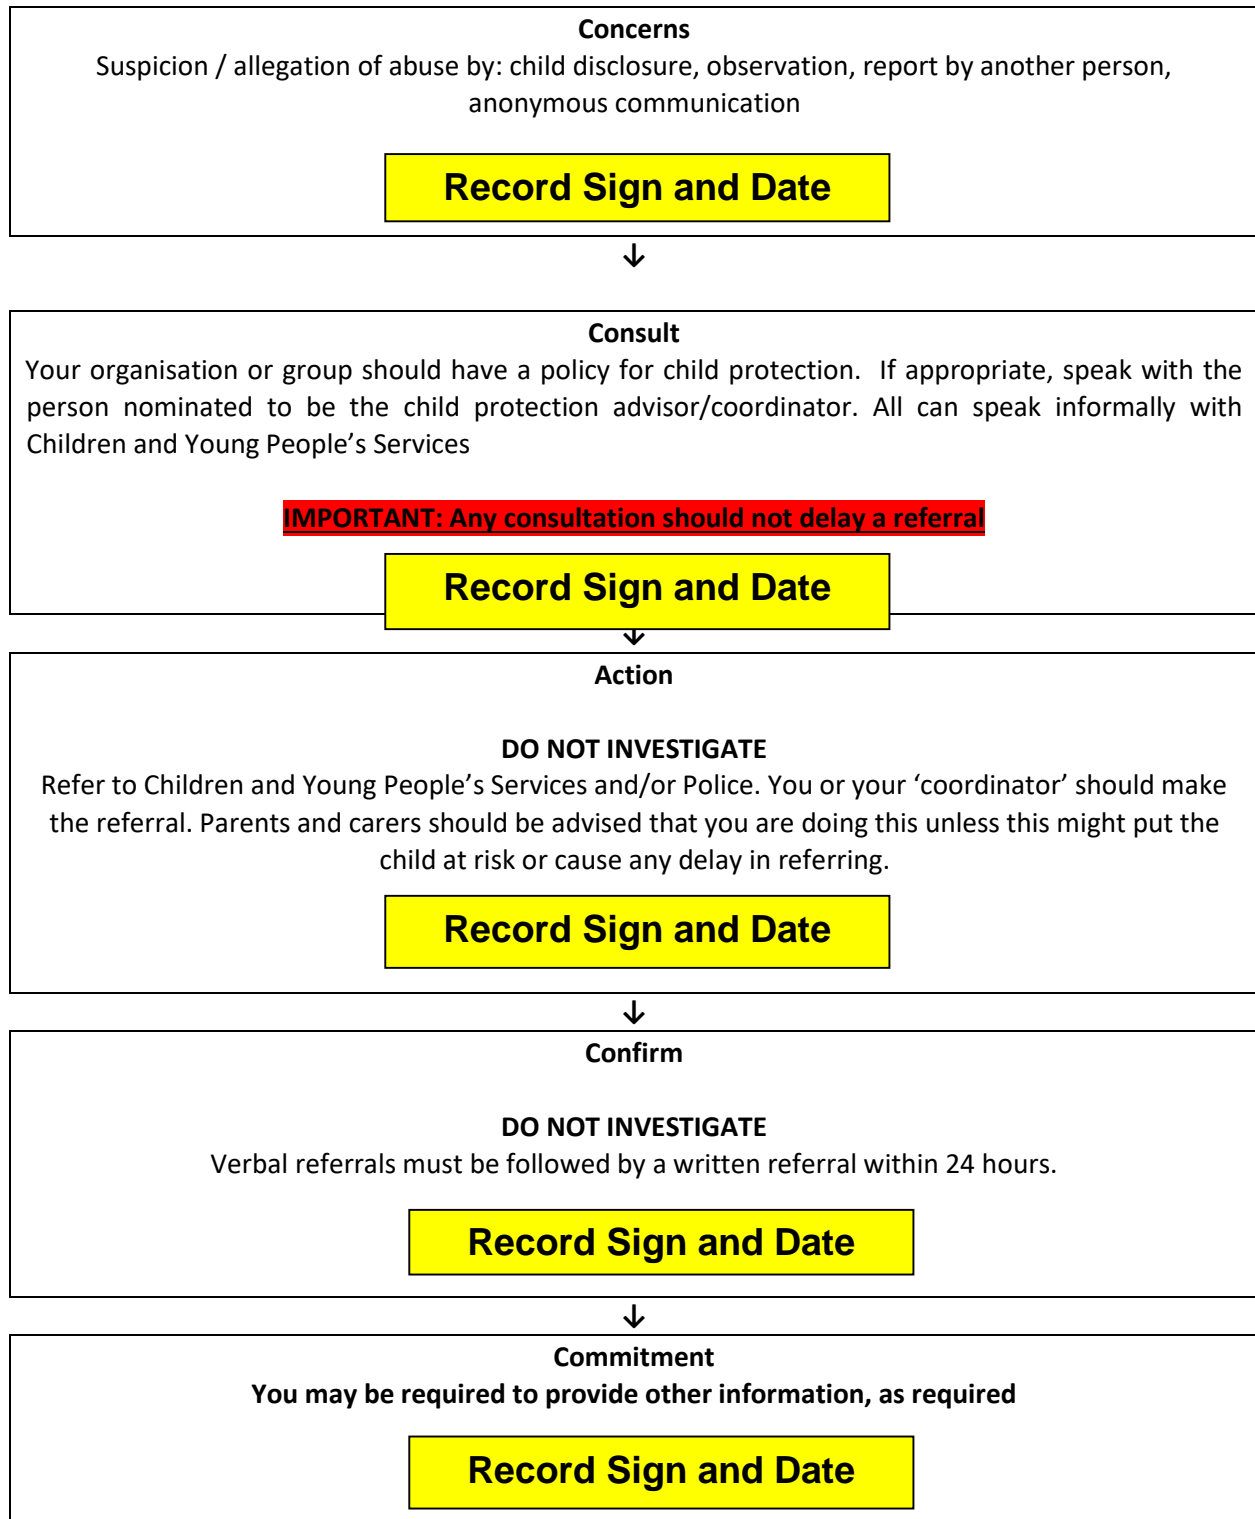 Concerns
Suspicion / allegation of abuse by: child disclosure, observation, report by another person,
anonymous communication
Record Sign and Date
↓
Consult
Your organisation or group should have a policy for child protection.  If appropriate, speak with the
person nominated to be the child protection advisor/coordinator. All can speak informally with
Children and Young People’s Services
IMPORTANT: Any consultation should not delay a referral
Record Sign and Date
↓
Action
DO NOT INVESTIGATE
Refer to Children and Young People’s Services and/or Police. You or your ‘coordinator’ should make
the referral. Parents and carers should be advised that you are doing this unless this might put the
child at risk or cause any delay in referring.
Record Sign and Date
↓
Confirm
DO NOT INVESTIGATE
Verbal referrals must be followed by a written referral within 24 hours.
Record Sign and Date
↓
Commitment
You may be required to provide other information, as required
Record Sign and Date